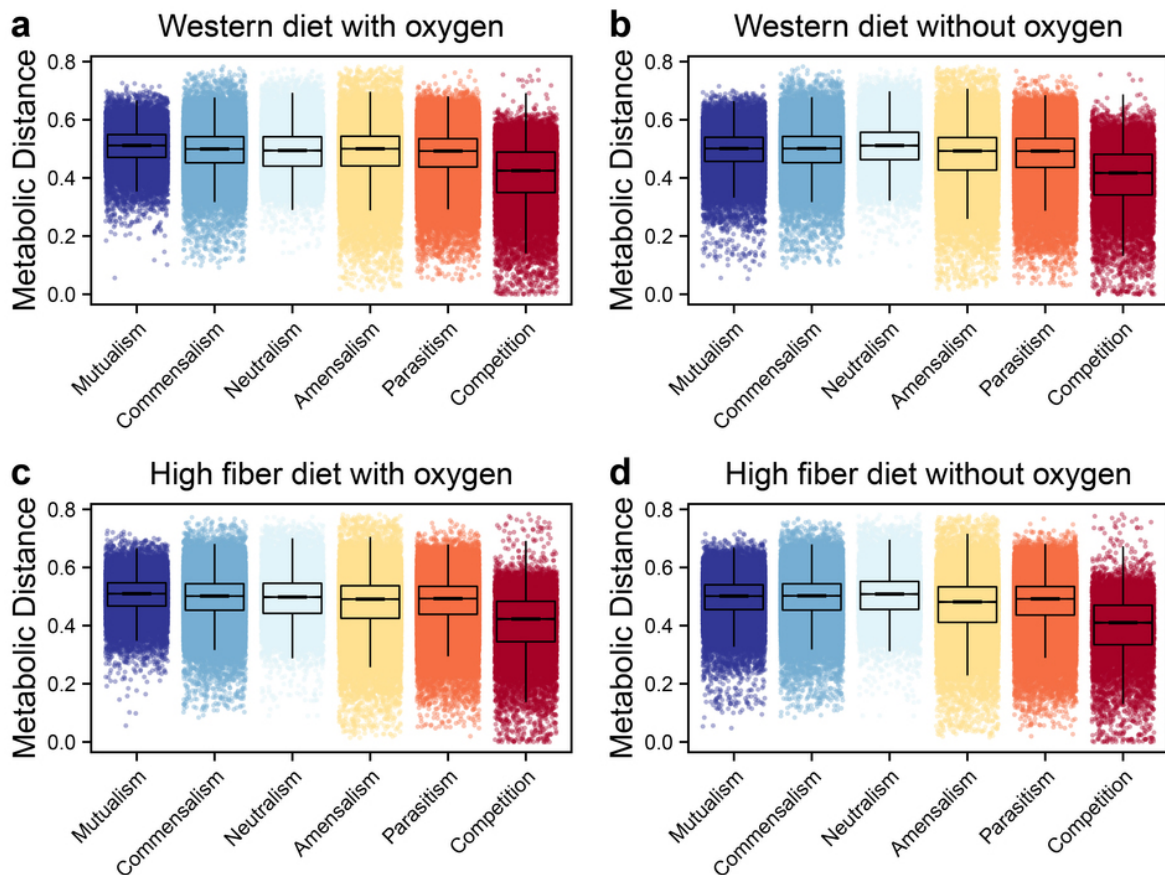 a Western diet with oxygen
Metabolic Distance
0.8
0.6
0.4
0.2
0.0
Mutualism
Commensalism
Neutralism
Amensalism
Parasitism
Competition
b Western diet without oxygen
Metabolic Distance
0.8
0.6
0.4
0.2
0.0
Mutualism
Commensalism
Neutralism
Amensalism
Parasitism
Competition
c High fiber diet with oxygen
Metabolic Distance
0.8
0.6
0.4
0.2
0.0
Mutualism
Commensalism
Neutralism
Amensalism
Parasitism
Competition
d High fiber diet without oxygen
Metabolic Distance
0.8
0.6
0.4
0.2
0.0
Mutualism
Commensalism
Neutralism
Amensalism
Parasitism
Competition